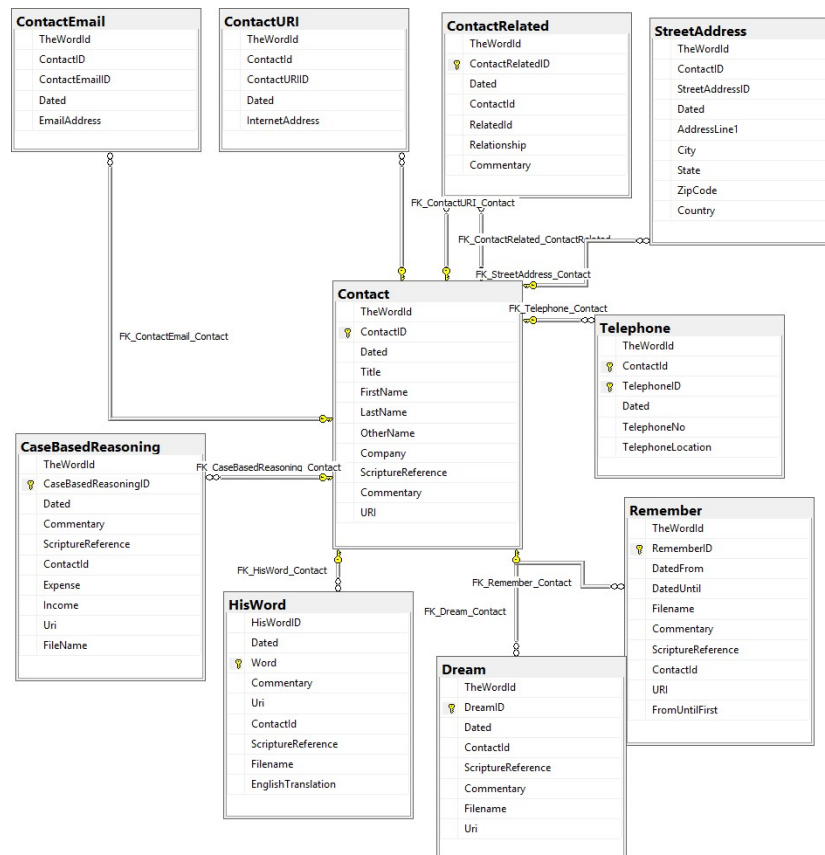 ContactEmail
TheWordId
ContactID
ContactEmailID
Dated
EmailAddress
ContactURI
TheWordId
ContactId
ContactURIID
Dated
InternetAddress
ContactRelated
TheWordId
ContactRelatedID
Dated
ContactId
RelatedId
Relationship
Commentary
StreetAddress
TheWordId
ContactID
StreetAddressID
Dated
AddressLine1
City
State
ZipCode
Country
FK_ContactURI_Contact
FK_ContactRelated_ContactRelated
FK_StreetAddress_Contact
FK_Telephone_Contact
FK_ContactEmail_Contact
Contact
TheWordId
ContactID
Dated
Title
FirstName
LastName
OtherName
Company
ScriptureReference
Commentary
URI
Telephone
TheWordId
ContactId
TelephoneID
Dated
TelephoneNo
TelephoneLocation
CaseBasedReasoning
TheWordId
CaseBasedReasoningID
Dated
Commentary
ScriptureReference
ContactId
Expense
Income
Uri
FileName
FK_CaseBasedReasoning_Contact
FK_HisWord_Contact
FK_Remember_Contact
FK_Dream_Contact
Remember
TheWordId
RememberID
DatedFrom
DatedUntil
Filename
Commentary
ScriptureReference
ContactId
URI
FromUntilFirst
HisWord
HisWordID
Dated
Word
Commentary
Uri
ContactId
ScriptureReference
Filename
EnglishTranslation
Dream
TheWordId
DreamID
Dated
ContactId
ScriptureReference
Commentary
Filename
Uri